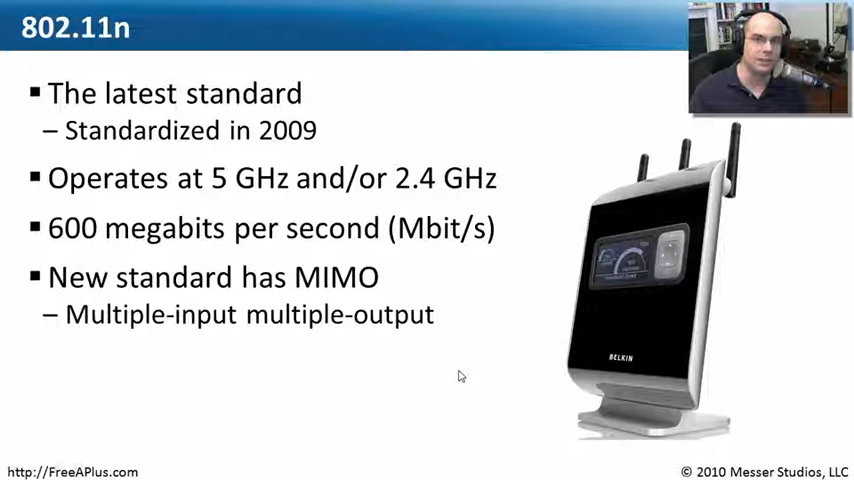 802.11n
▪ The latest standard
– Standardized in 2009
▪ Operates at 5 GHz and/or 2.4 GHz
▪ 600 megabits per second (Mbit/s)
▪ New standard has MIMO
– Multiple-input multiple-output
BELKIN
http://FreeAPlus.com
© 2010 Messer Studios, LLC